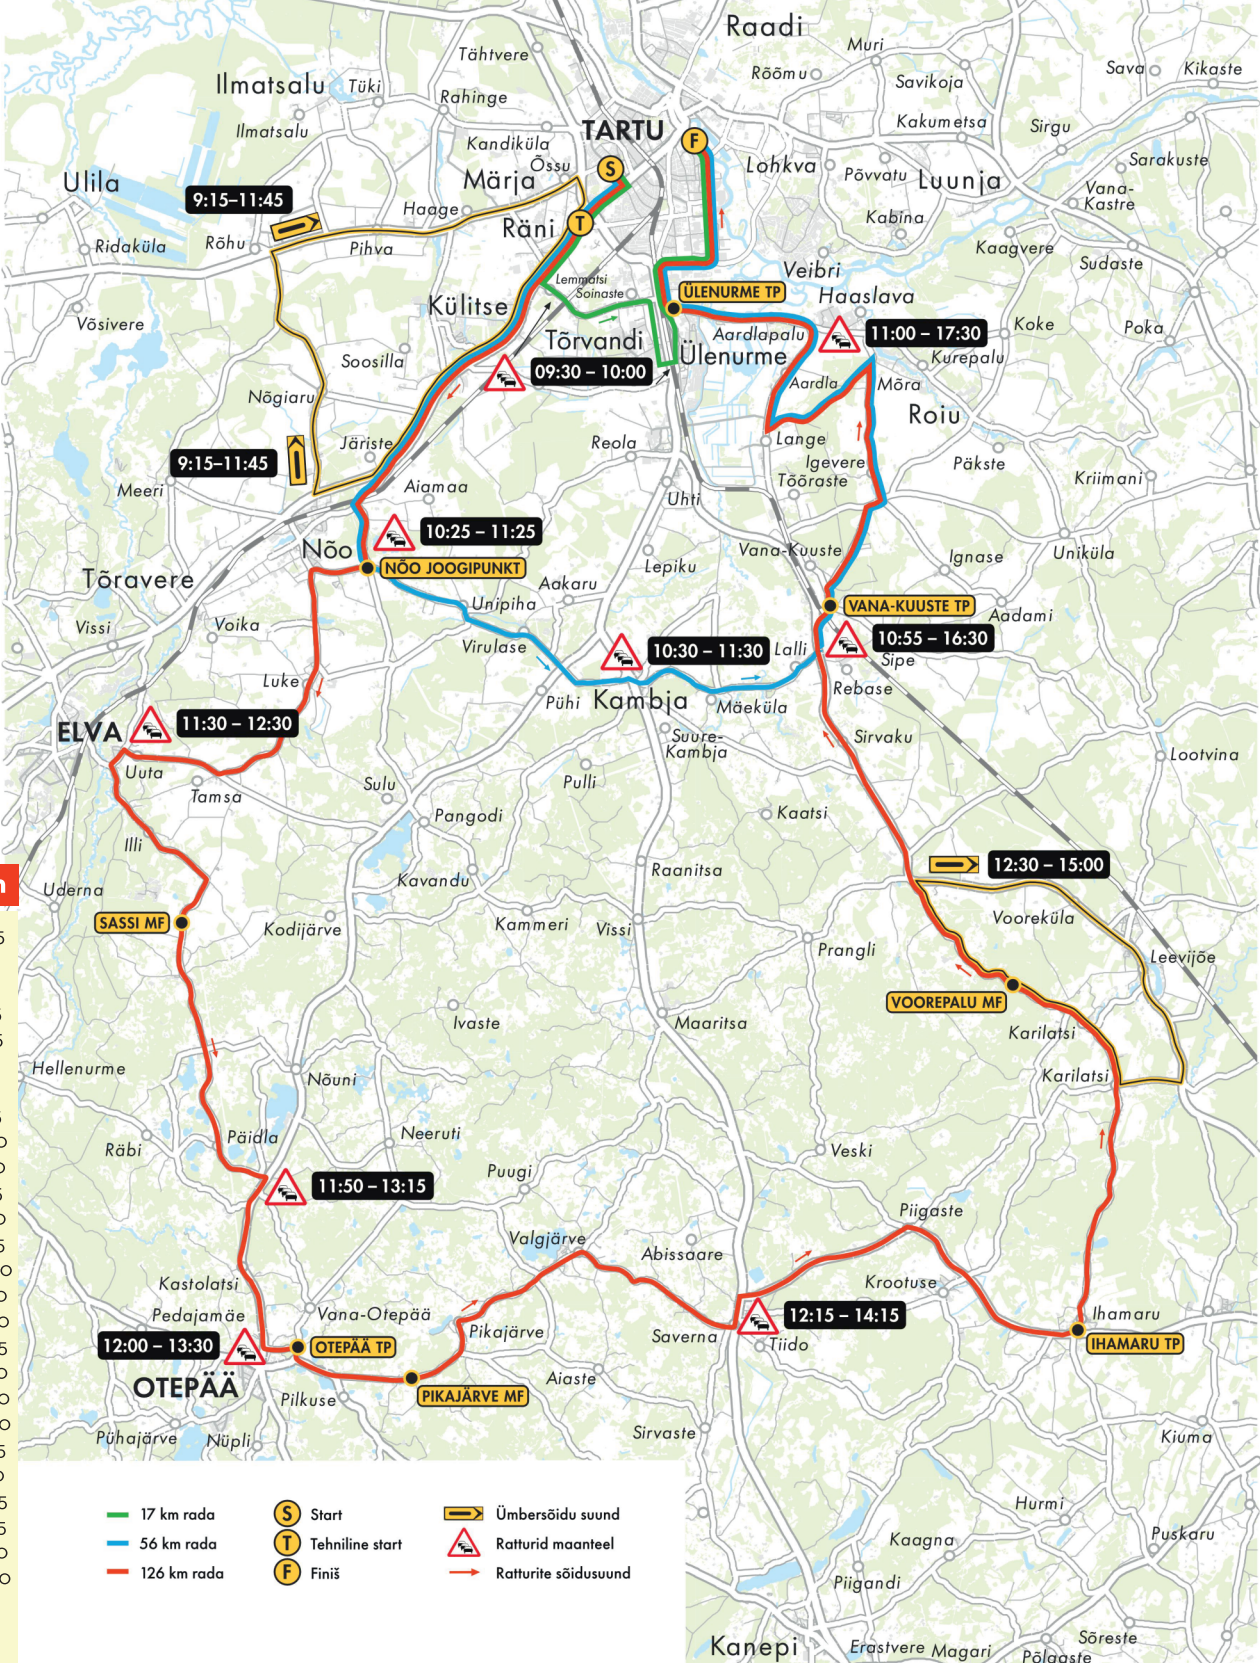 Raadi
Tähtvere
Muri
Rõõmu
Savikoja
Sava
Kikaste
Ilmatsalu
Tüki
Rahinge
Ilmatsalu
Kandiküla
TARTU
F
Kakumetsa
Sirgu
Õssu
S
Lohkva
Põvvatu
Luunja
Sarakuste
Ulila
Märja
Vana-
Kastre
9:15–11:45
Haage
Räni
T
Kabina
Kaagvere
Ridaküla
Rõhu
Pihva
Sudaste
Veibri
Lemmatsi
Soinaste
ÜLENURME TP
Haaslava
Võsivere
Külitse
Koke
Poka
Soosilla
Tõrvandi
Ülenurme
Aardlapalu
11:00 – 17:30
Kurepalu
09:30 – 10:00
Aardla
Mõra
Nõgiaru
Roiu
Järiste
Reola
Lange
9:15–11:45
Igevere
Päkste
Meeri
Aiamaa
Tõõraste
Kriimani
Uhti
10:25 – 11:25
Nõo
NÕO JOOGIPUNKT
Vana-Kuuste
Ignase
Uniküla
Lepiku
Tõravere
Aakaru
Unipiha
VANA-KUUSTE TP
Aadami
Vissi
Voika
Virulase
10:30 – 11:30
Lalli
10:55 – 16:30
Sipe
Luke
Rebase
Pühi
Kambja
Mäeküla
ELVA
11:30 – 12:30
Suure-
Kambja
Sirvaku
Lootvina
Uuta
Tamsa
Sulu
Pulli
Pangodi
Kaatsi
Illi
Raanitsa
12:30 – 15:00
Uderna
Kavandu
SASSI MF
Kodijärve
Kammeri
Vissi
Vooreküla
Prangli
Leevijõe
VOOREPALU MF
Ivaste
Maaritsa
Karilatsi
Hellenurme
Nõuni
Karilatsi
Räbi
Päidla
Neeruti
Veski
Puugi
11:50 – 13:15
Piigaste
Valgjärve
Abissaare
Kastolatsi
Krootuse
Pedajamäe
Vana-Otepää
Pikajärve
12:15 – 14:15
Ihamaru
12:00 – 13:30
OTEPÄÄ TP
Saverna
Tiido
IHAMARU TP
OTEPÄÄ
Pilkuse
PIKAJÄRVE MF
Aiaste
Pühajärve
Nüpli
Sirvaste
Kiuma
17 km rada
S
Start
Ümbersõidu suund
56 km rada
T
Tehniline start
Ratturid maanteel
126 km rada
F
Finiš
Ratturite sõidusuund
Hurmi
Kaagna
Puskaru
Piigandi
Kanepi
Erastvere
Magari
Sõreste
Põlgaste